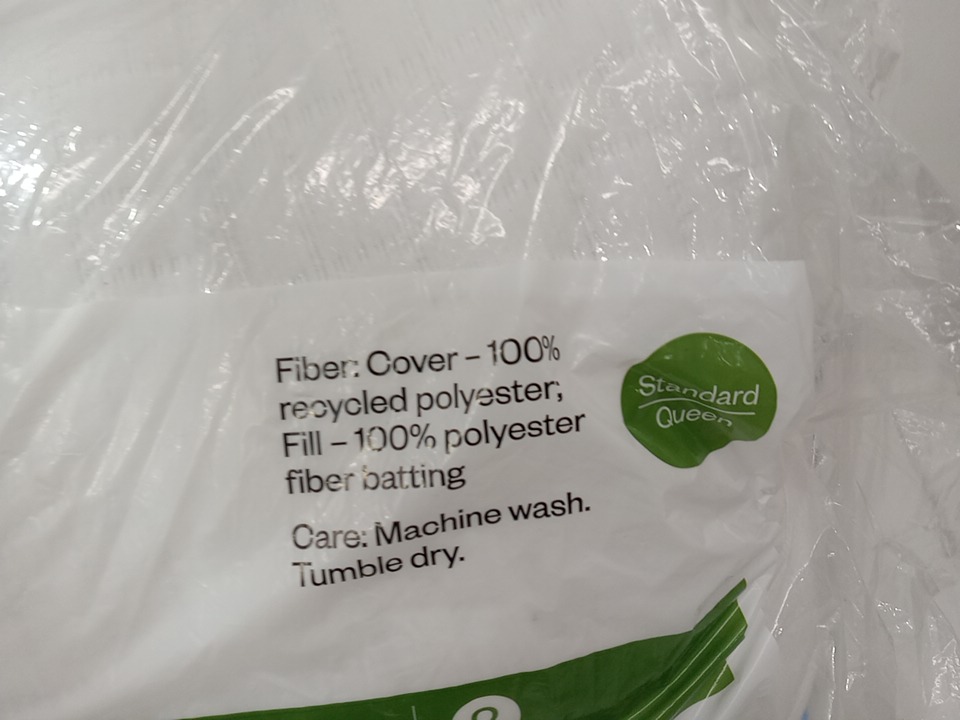 Fiber: Cover – 100%
recycled polyester;
Fill – 100% polyester
fiber batting
Care: Machine wash.
Tumble dry.
Standard
Queen